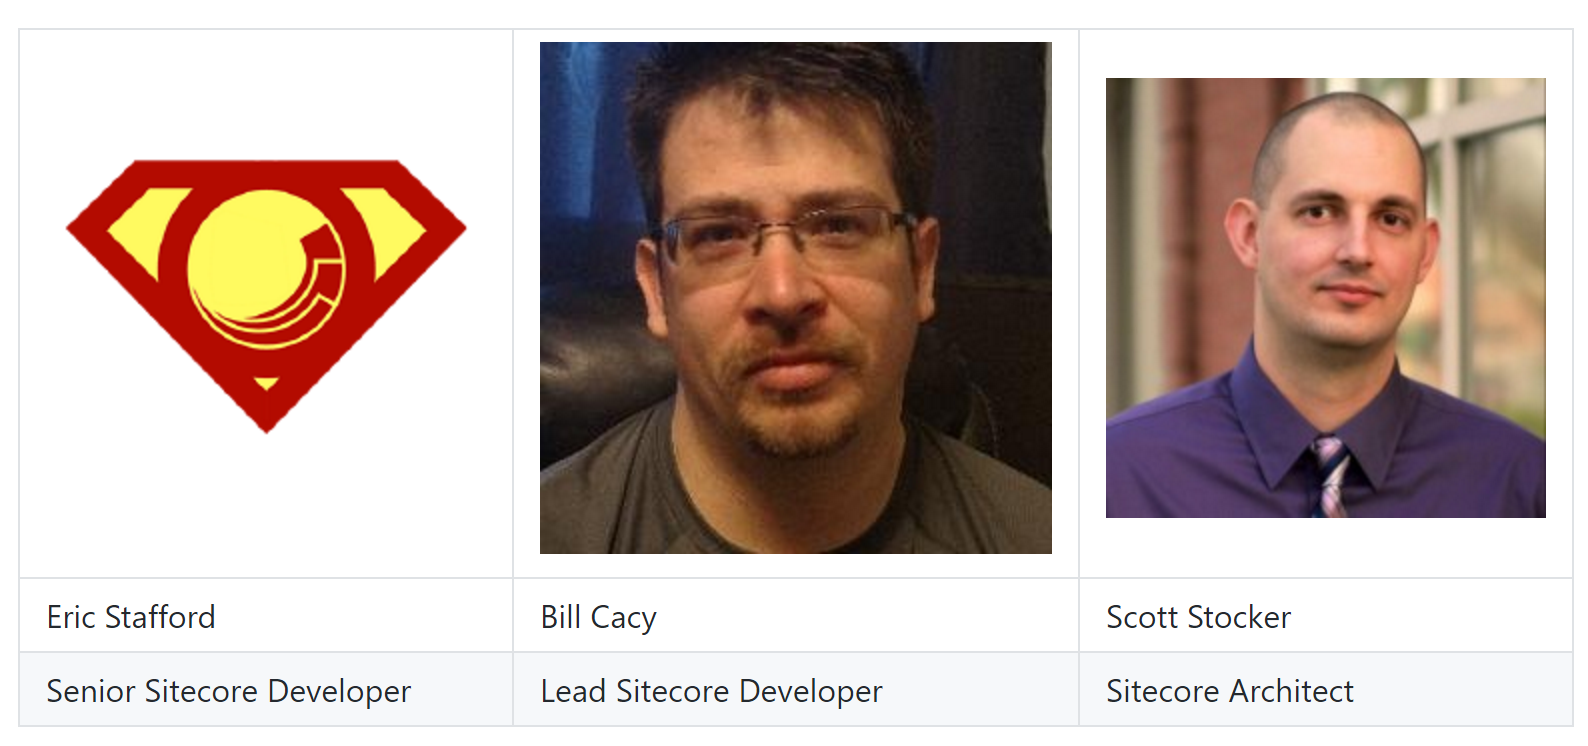 Eric Stafford
Bill Cacy
Scott Stocker
Senior Sitecore Developer
Lead Sitecore Developer
Sitecore Architect